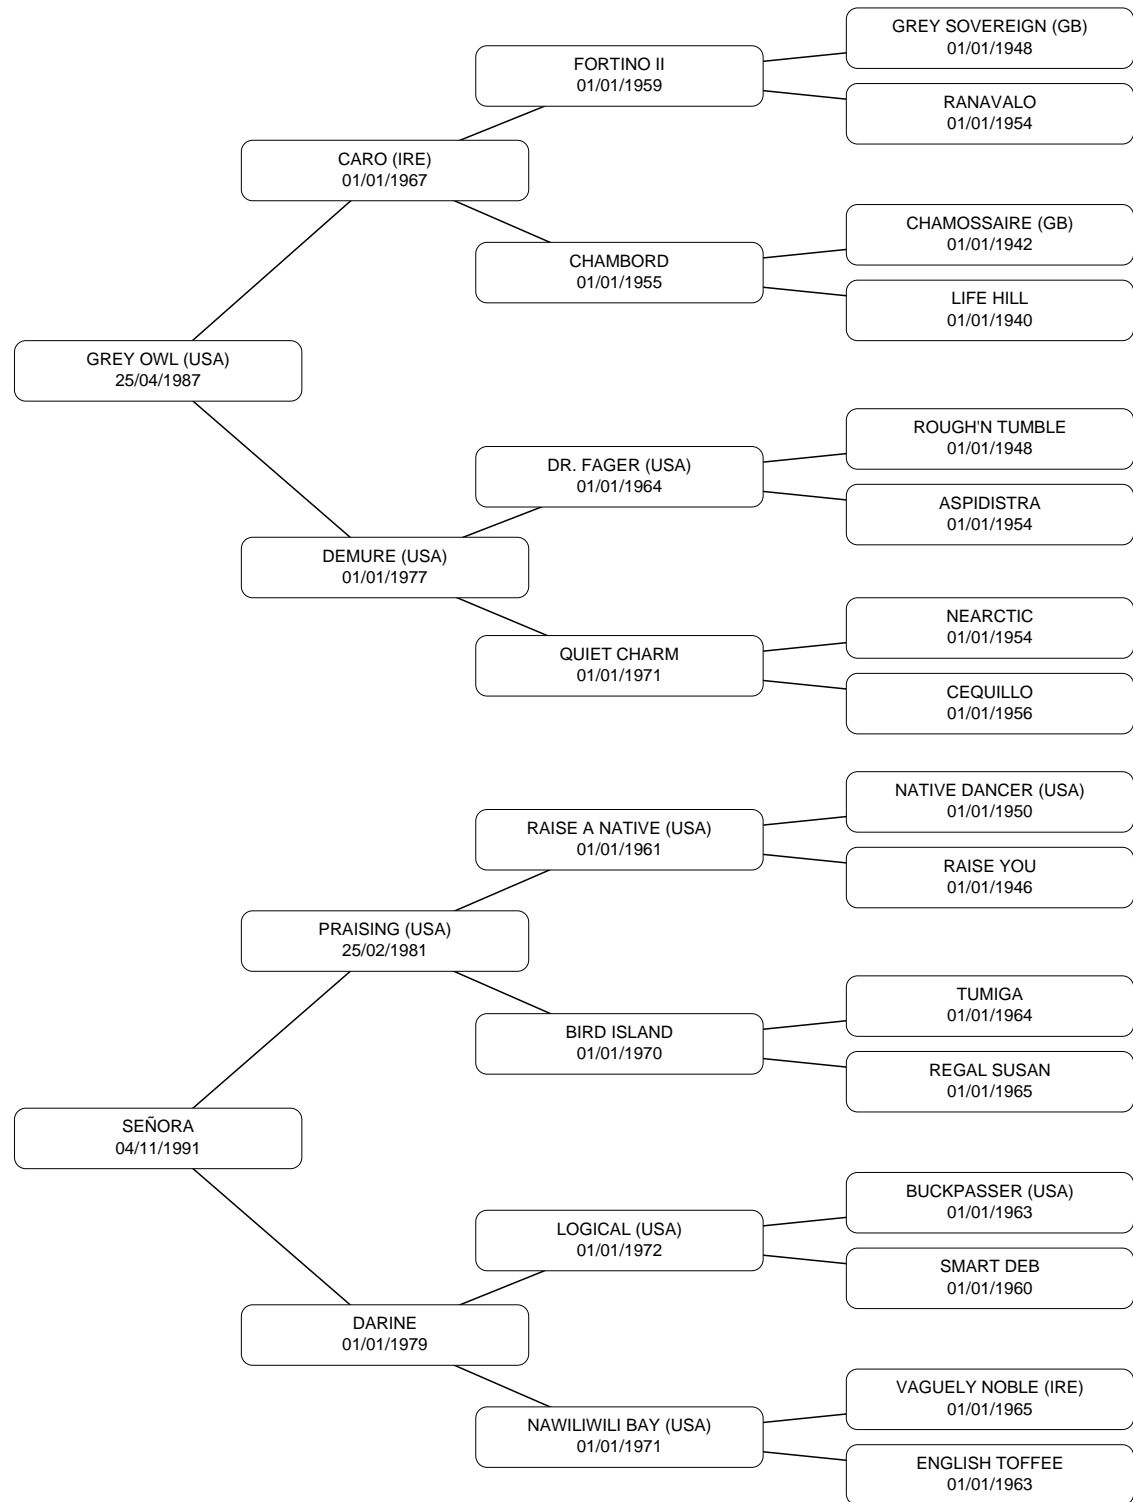 GREY SOVEREIGN (GB)
01/01/1948
FORTINO II
01/01/1959
RANAVALO
01/01/1954
CARO (IRE)
01/01/1967
CHAMOSSAIRE (GB)
01/01/1942
CHAMBORD
01/01/1955
LIFE HILL
01/01/1940
GREY OWL (USA)
25/04/1987
ROUGH'N TUMBLE
01/01/1948
DR. FAGER (USA)
01/01/1964
ASPIDISTRA
01/01/1954
DEMURE (USA)
01/01/1977
NEARCTIC
01/01/1954
QUIET CHARM
01/01/1971
CEQUILLO
01/01/1956
NATIVE DANCER (USA)
01/01/1950
RAISE A NATIVE (USA)
01/01/1961
RAISE YOU
01/01/1946
PRAISING (USA)
25/02/1981
TUMIGA
01/01/1964
BIRD ISLAND
01/01/1970
REGAL SUSAN
01/01/1965
SEÑORA
04/11/1991
BUCKPASSER (USA)
01/01/1963
LOGICAL (USA)
01/01/1972
SMART DEB
01/01/1960
DARINE
01/01/1979
VAGUELY NOBLE (IRE)
01/01/1965
NAWILIWILI BAY (USA)
01/01/1971
ENGLISH TOFFEE
01/01/1963